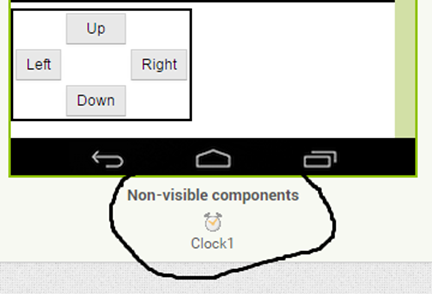 Up
Left Right
Down
Non-visible components
Clock1